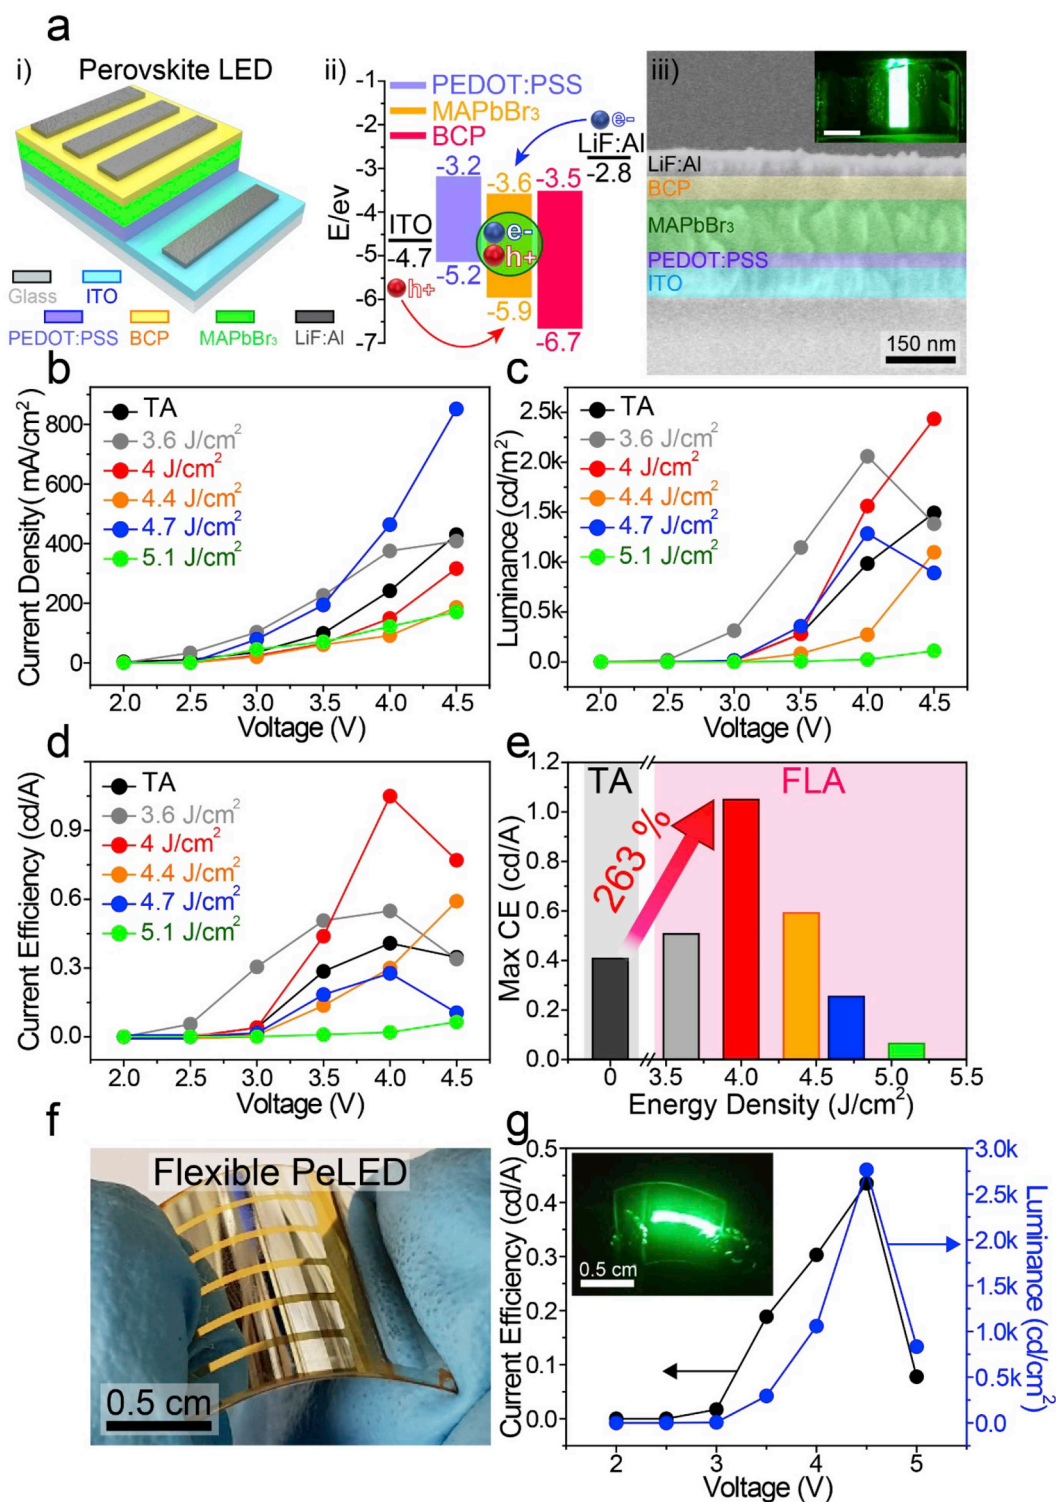 a
i) Perovskite LED
Glass
ITO
PEDOT:PSS
BCP
MAPbBr₃
LiF:Al
ii)
E/ev
-1
-2
-3
-4
-5
-6
-7
PEDOT:PSS
MAPbBr₃
BCP
e-
LiF:Al
-2.8
-3.2
-3.6
-3.5
ITO
-4.7
e-
h+
-5.2
h+
-5.9
-6.7
iii)
LiF:Al
BCP
MAPbBr₃
PEDOT:PSS
ITO
150 nm
b
Current Density( mA/cm²)
800
600
400
200
0
TA
3.6 J/cm²
4 J/cm²
4.4 J/cm²
4.7 J/cm²
5.1 J/cm²
2.0 2.5 3.0 3.5 4.0 4.5
Voltage (V)
c
Luminance(cd/m²)
2.5k
2.0k
1.5k
1.0k
0.5k
0.0
TA
3.6 J/cm²
4 J/cm²
4.4 J/cm²
4.7 J/cm²
5.1 J/cm²
2.0 2.5 3.0 3.5 4.0 4.5
Voltage (V)
d
Current Efficiency (cd/A)
0.9
0.6
0.3
0.0
TA
3.6 J/cm²
4 J/cm²
4.4 J/cm²
4.7 J/cm²
5.1 J/cm²
2.0 2.5 3.0 3.5 4.0 4.5
Voltage (V)
e
Max CE (cd/A)
1.2
1.0
0.8
0.6
0.4
0.2
0.0
TA
FLA
263 %
0 3.5 4.0 4.5 5.0 5.5
Energy Density (J/cm²)
f
Flexible PeLED
0.5 cm
g
Current Efficiency (cd/A)
0.5
0.4
0.3
0.2
0.1
0.0
0.5 cm
3.0k
2.5k
2.0k
1.5k
1.0k
0.5k
0.0
Luminance (cd/cm²)
2 3 4 5
Voltage (V)